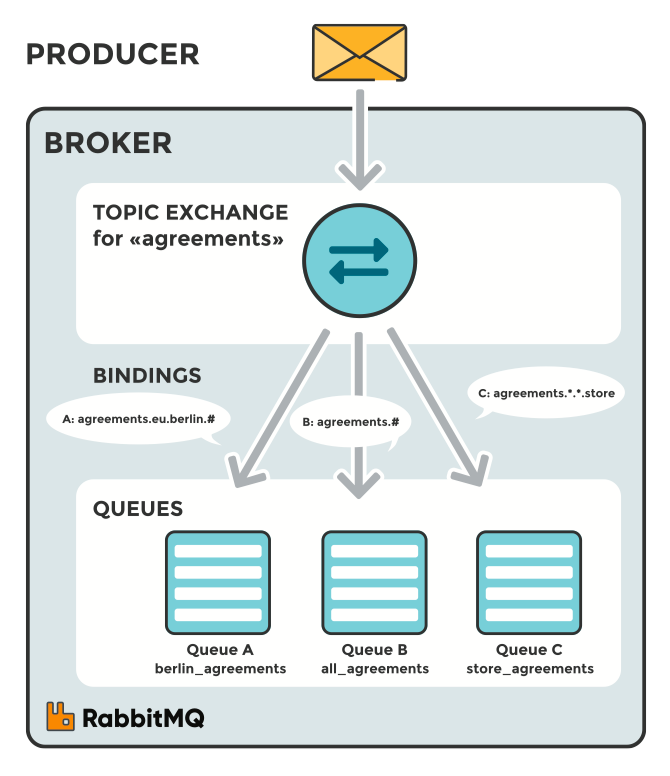 PRODUCER
BROKER
TOPIC EXCHANGE
for «agreements»
BINDINGS
A: agreements.eu.berlin.#
B: agreements.#
C: agreements.*.*.store
QUEUES
Queue A
berlin_agreements
Queue B
all_agreements
Queue C
store_agreements
RabbitMQ